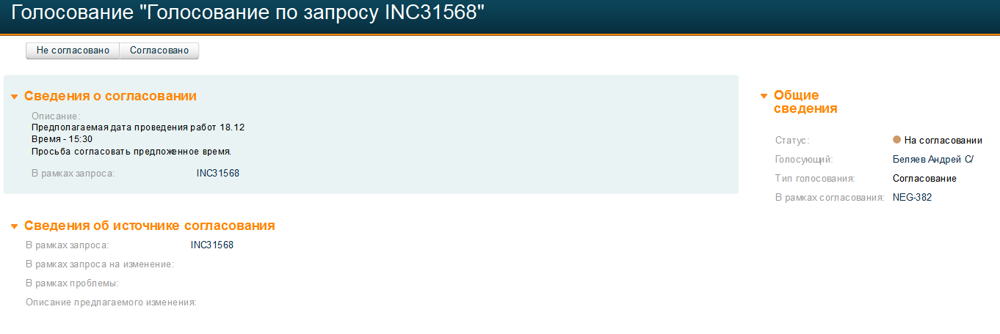 Голосование "Голосование по запросу INC31568"
Не согласовано Согласовано
Сведения о согласовании
Описание:
Предполагаемая дата проведения работ 18.12
Время - 15:30
Просьба согласовать предложенное время.
В рамках запроса: INC31568
Сведения об источнике согласования
В рамках запроса: INC31568
В рамках запроса на изменение:
В рамках проблемы:
Описание предлагаемого изменения:
Общие
сведения
Статус: На согласовании
Голосующий: Беляев Андрей С/
Тип голосования: Согласование
В рамках согласования: NEG-382